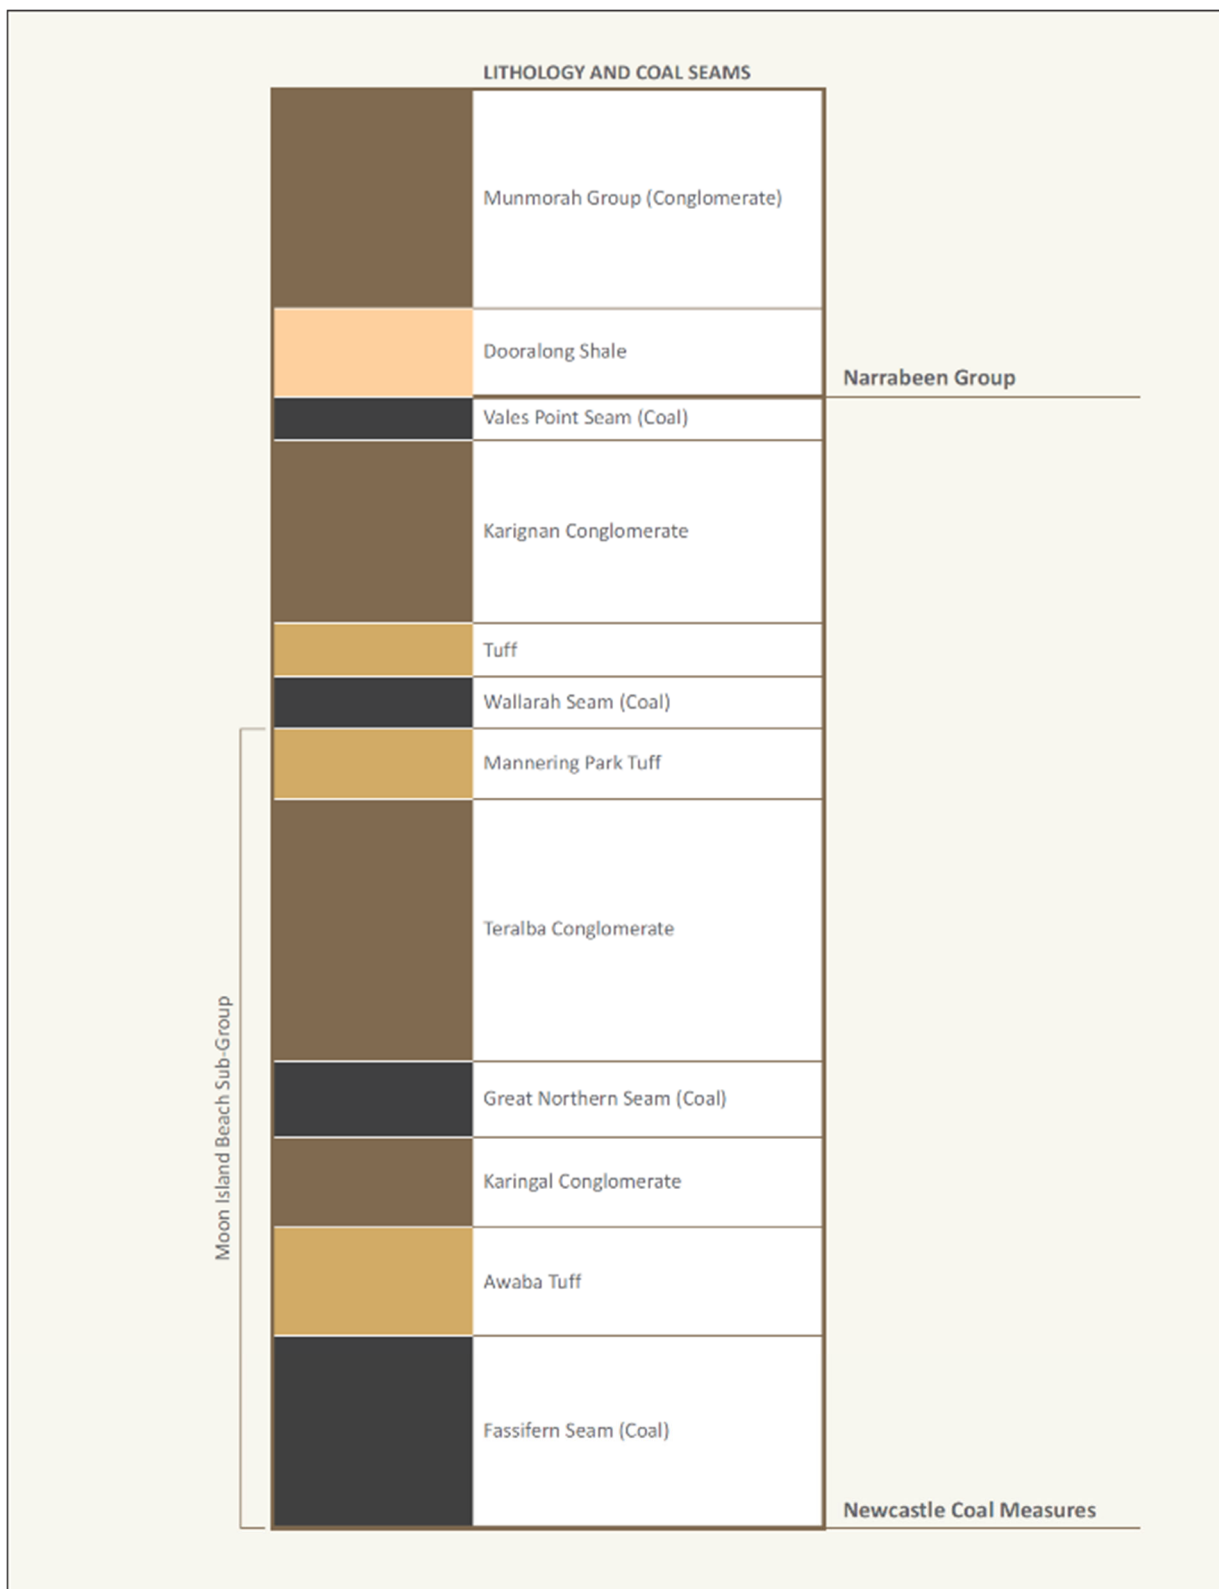 LITHOLOGY AND COAL SEAMS
Munmorah Group (Conglomerate)
Dooralong Shale
Narrabeen Group
Vales Point Seam (Coal)
Karignan Conglomerate
Tuff
Wallarah Seam (Coal)
Mannering Park Tuff
Teralba Conglomerate
Moon Island Beach Sub-Group
Great Northern Seam (Coal)
Karingal Conglomerate
Awaba Tuff
Fassifern Seam (Coal)
Newcastle Coal Measures